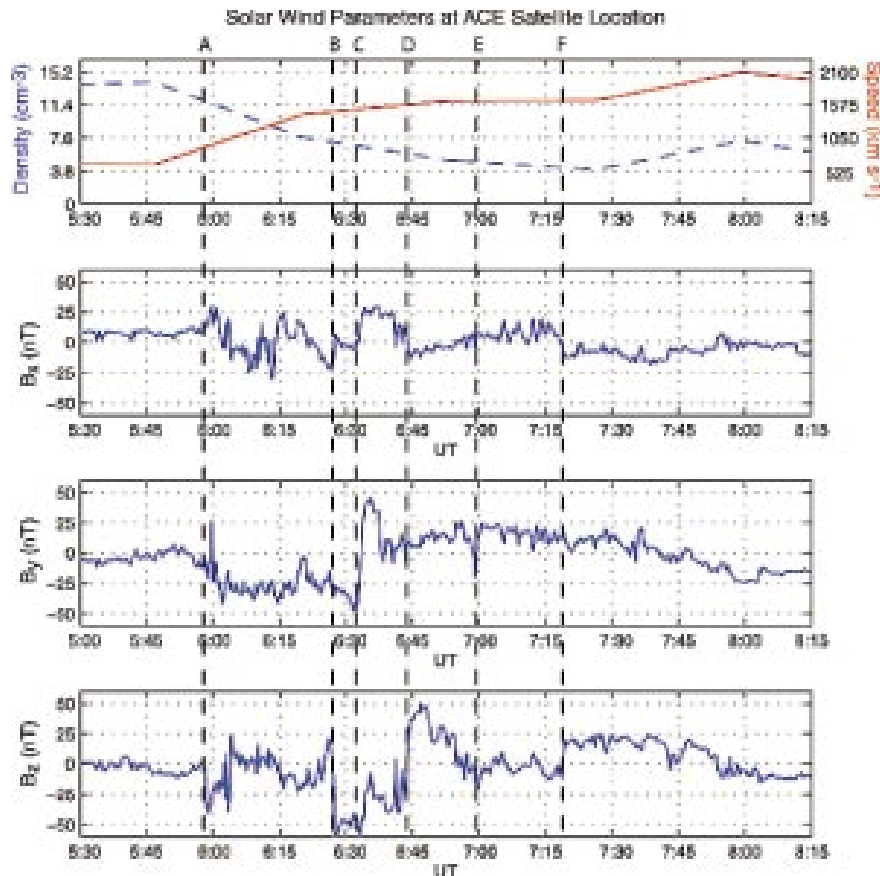 Solar Wind Parameters at ACE Satellite Location
A B C D E F
Density (cm-3)
15.2
11.4
7.6
3.8
0
2100
1575
1050
525
Speed (km s-1)
5:30 5:45 6:00 6:15 6:30 6:45 7:00 7:15 7:30 7:45 8:00 8:15
Bx (nT)
50
25
0
-25
-50
5:30 5:45 6:00 6:15 6:30 6:45 7:00 7:15 7:30 7:45 8:00 8:15
UT
By (nT)
50
25
0
-25
-50
5:00 5:45 6:00 6:15 6:30 6:45 7:00 7:15 7:30 7:45 8:00 8:15
UT
Bz (nT)
50
25
0
-25
-50
5:30 5:45 6:00 6:15 6:30 6:45 7:00 7:15 7:30 7:45 8:00 8:15
UT